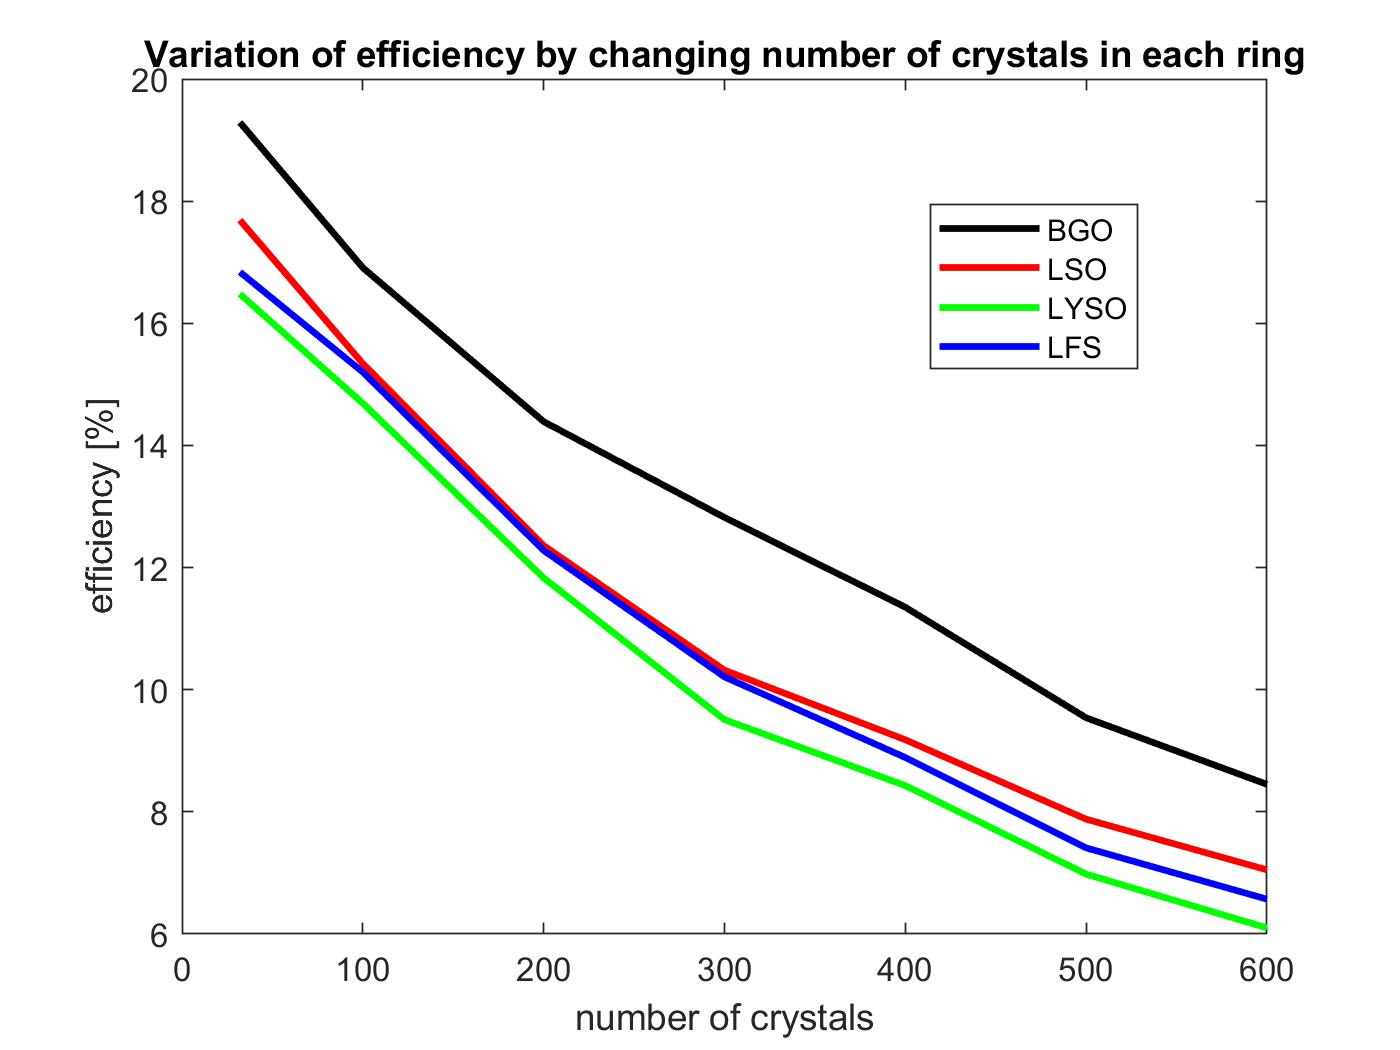 Variation of efficiency by changing number of crystals in each ring
20
18
16
14
12
10
8
6
efficiency [%]
BGO
LSO
LYSO
LFS
0 100 200 300 400 500 600
number of crystals